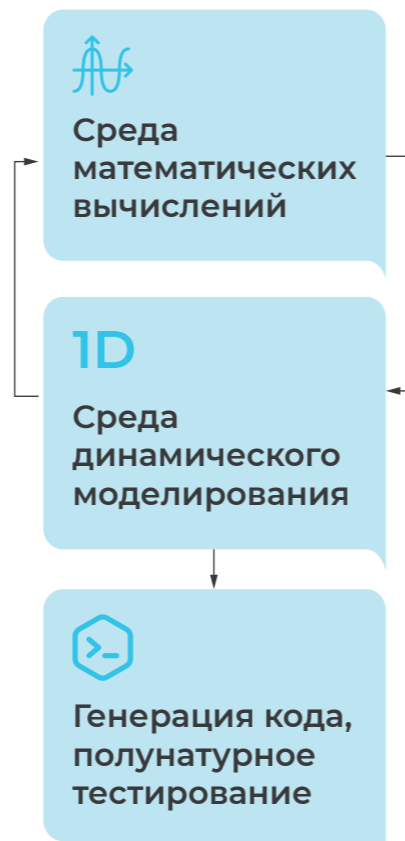 Среда
математических
вычислений
1D
Среда
динамического
моделирования
Генерация кода,
полунатурное
тестирование